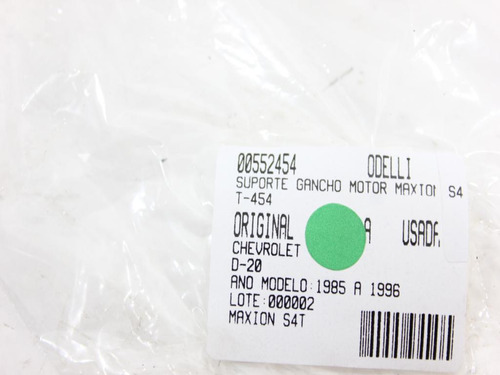 00552454 ODELLI
SUPORTE GANCHO MOTOR MAXION S4
T-454
ORIGINAL A USADA
CHEVROLET
D-20
ANO MODELO:1985 A 1996
LOTE:000002
MAXION S4T